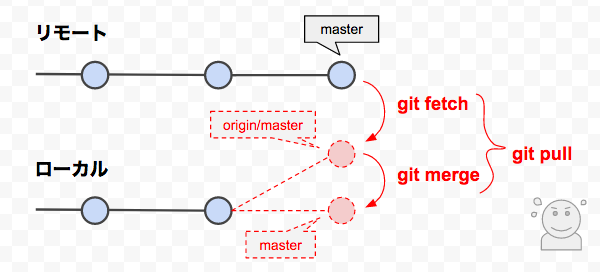 リモート
master
git fetch
origin/master
git pull
ローカル
git merge
master